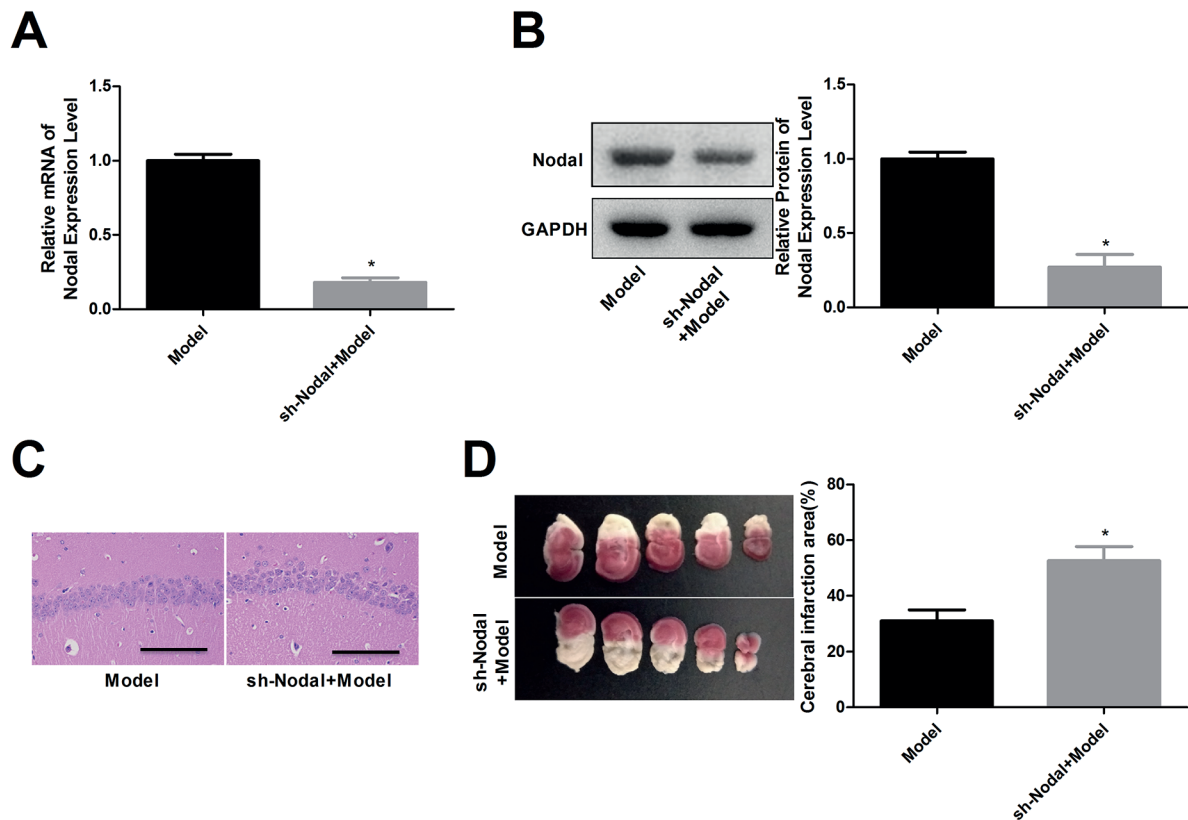 A
Relative mRNA of
Nodal Expression Level
1.5
1.0
0.5
0.0
*
Model
sh-Nodal+Model
B
Nodal
GAPDH
Model
sh-Nodal
+Model
Relative Protein of
Nodal Expression Level
1.5
1.0
0.5
0.0
*
Model
sh-Nodal+Model
C
Model
sh-Nodal+Model
D
Model
sh-Nodal
+Model
Cerebral infarction area(%)
80
60
40
20
0
*
Model
sh-Nodal+Model